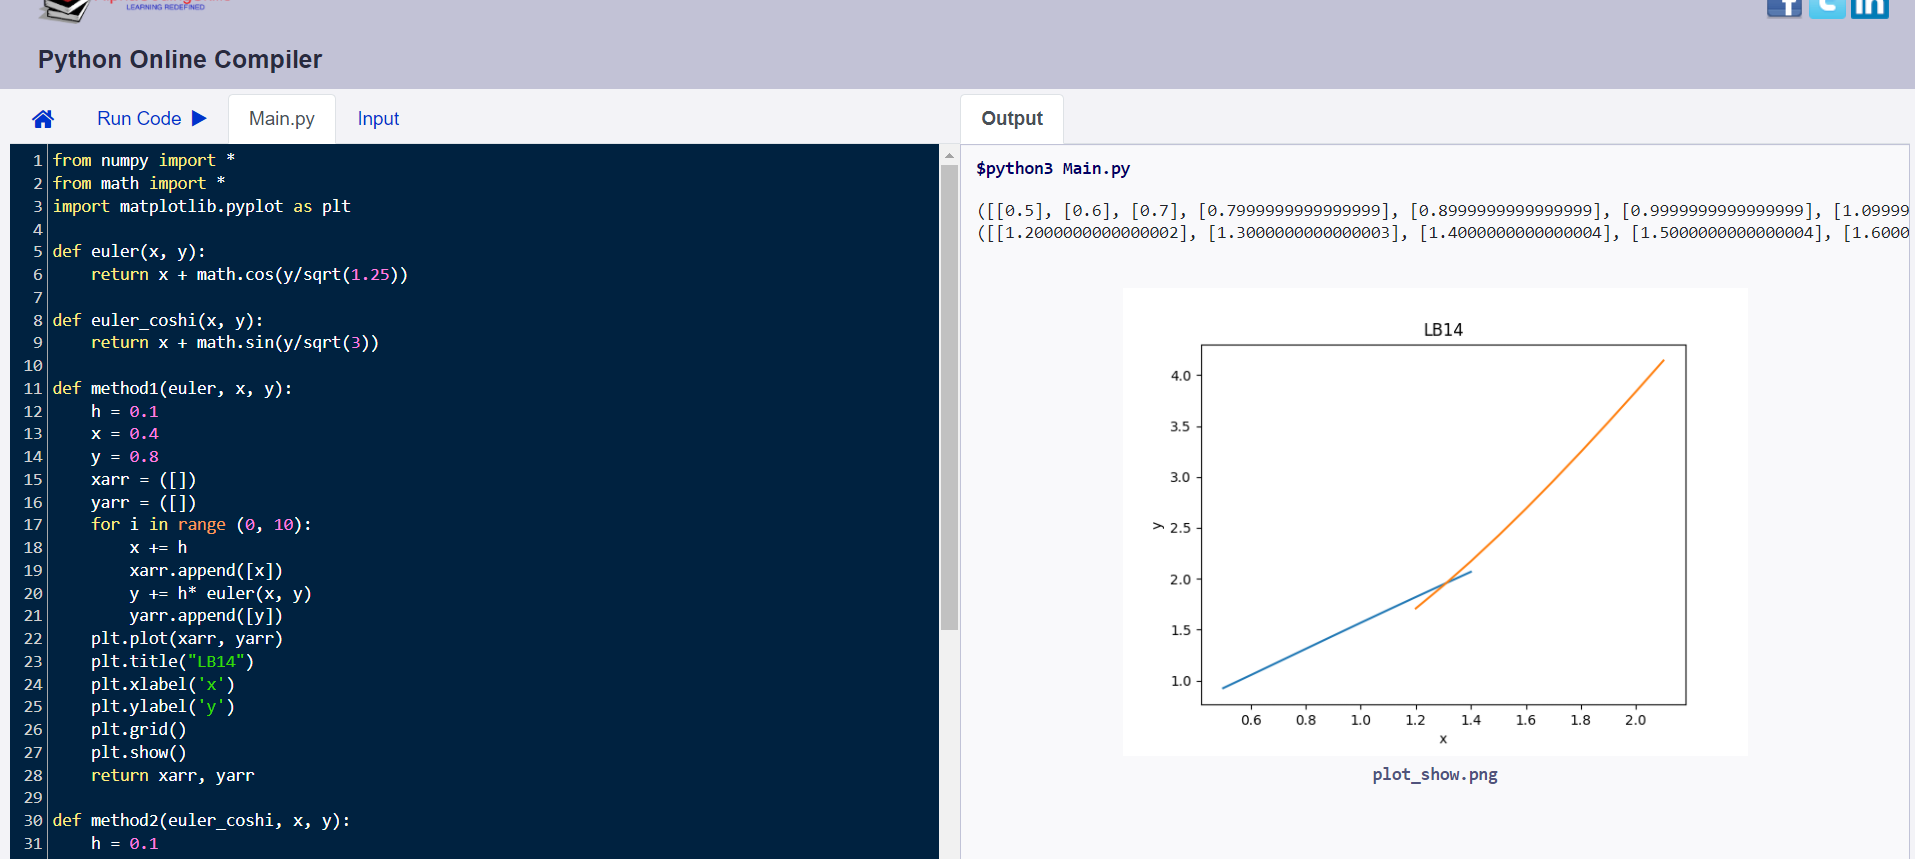 LEARNING REDEFINED
Python Online Compiler
Run Code
Main.py
Input
Output
1 from numpy import *
2 from math import *
3 import matplotlib.pyplot as plt
4
5 def euler(x, y):
6     return x + math.cos(y/sqrt(1.25))
7
8 def euler_coshi(x, y):
9     return x + math.sin(y/sqrt(3))
10
11 def method1(euler, x, y):
12     h = 0.1
13     x = 0.4
14     y = 0.8
15     xarr = ([])
16     yarr = ([])
17     for i in range (0, 10):
18         x += h
19         xarr.append([x])
20         y += h* euler(x, y)
21         yarr.append([y])
22     plt.plot(xarr, yarr)
23     plt.title("LB14")
24     plt.xlabel('x')
25     plt.ylabel('y')
26     plt.grid()
27     plt.show()
28     return xarr, yarr
29
30 def method2(euler_coshi, x, y):
31     h = 0.1
$python3 Main.py
([[0.5], [0.6], [0.7], [0.7999999999999999], [0.8999999999999999], [0.9999999999999999], [1.09999
([[1.2000000000000002], [1.3000000000000003], [1.4000000000000004], [1.5000000000000004], [1.6000
LB14
4.0
3.5
3.0
2.5
2.0
1.5
1.0
y
0.6 0.8 1.0 1.2 1.4 1.6 1.8 2.0
x
plot_show.png